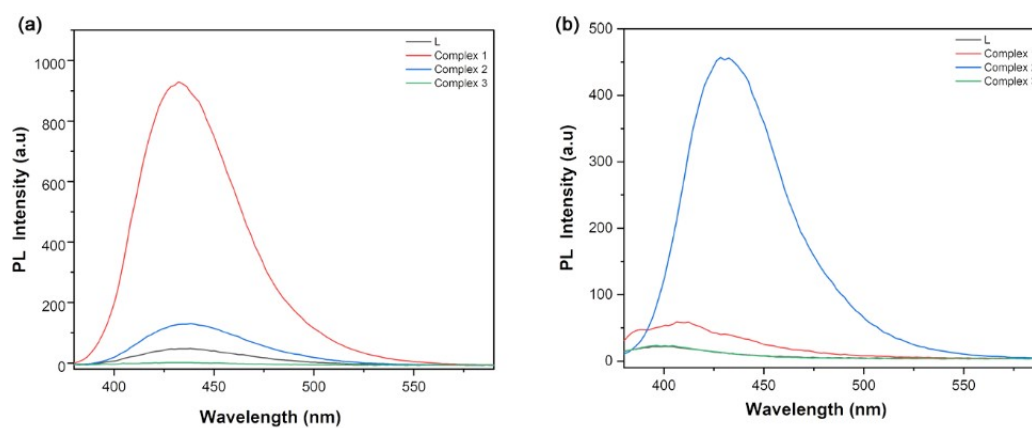 (a)
L
Complex 1
Complex 2
Complex 3
1000
800
600
400
200
0
PL Intensity (a.u)
400
450
500
550
Wavelength (nm)
(b)
L
Complex
Complex
Complex
500
400
300
200
100
0
PL Intensity (a.u)
400
450
500
550
Wavelength (nm)